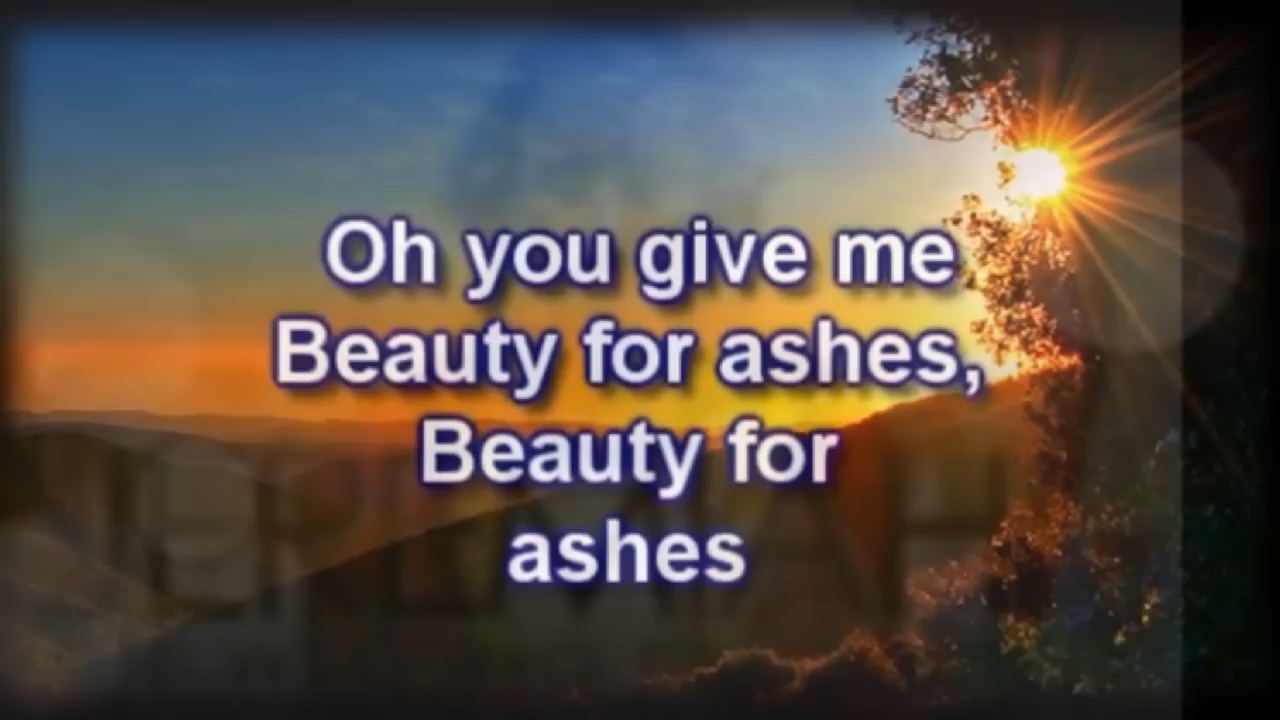 Oh you give me
Beauty for ashes,
Beauty for
ashes